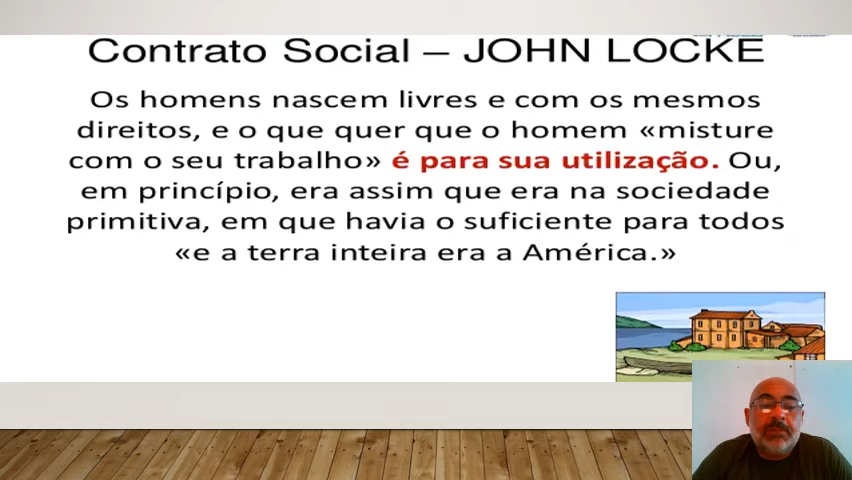 Contrato Social – JOHN LOCKE
Os homens nascem livres e com os mesmos
direitos, e o que quer que o homem «misture
com o seu trabalho» é para sua utilização. Ou,
em princípio, era assim que era na sociedade
primitiva, em que havia o suficiente para todos
«e a terra inteira era a América.»